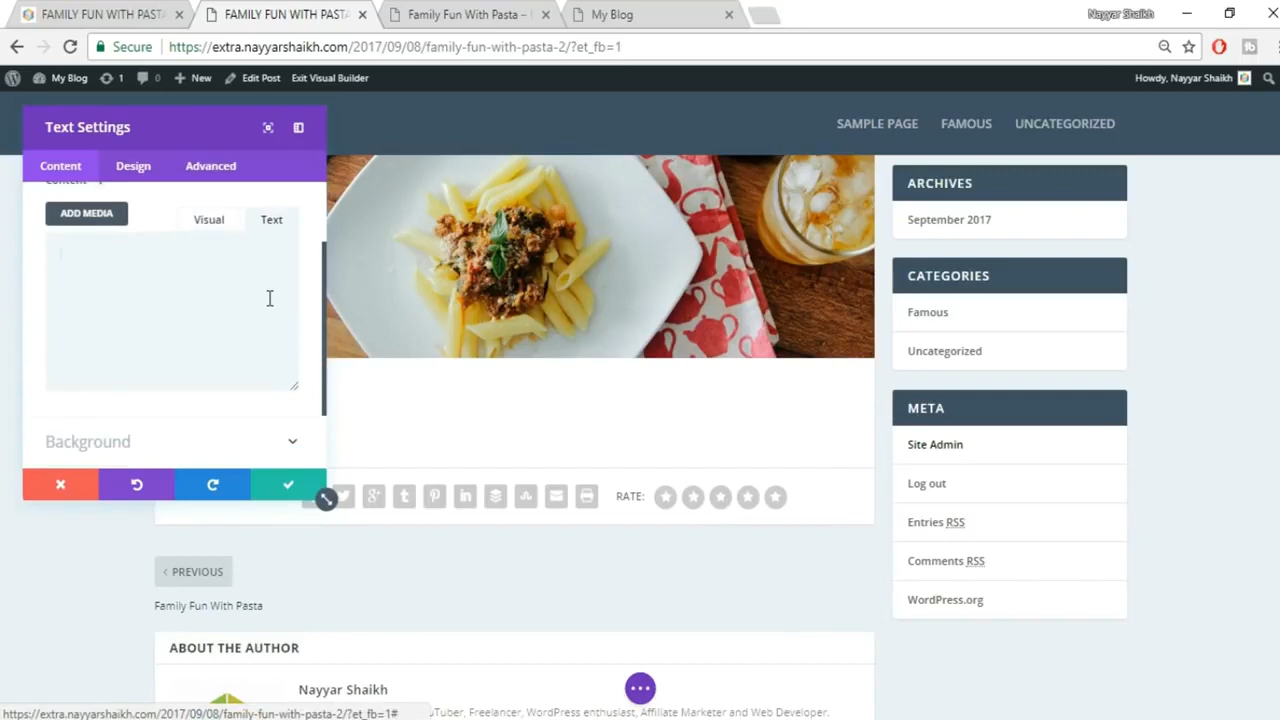 FAMILY FUN WITH PASTA
FAMILY FUN WITH PASTA
Family Fun With Pasta –
My Blog
Nayyar Shaikh
Secure
https://extra.nayyarshaikh.com/2017/09/08/family-fun-with-pasta-2/?et_fb=1
My Blog
1
0
New
Edit Post
Exit Visual Builder
Howdy, Nayyar Shaikh
SAMPLE PAGE
FAMOUS
UNCATEGORIZED
Text Settings
Content
Design
Advanced
Content
ADD MEDIA
Visual
Text
Background
ARCHIVES
September 2017
CATEGORIES
Famous
Uncategorized
META
Site Admin
Log out
Entries RSS
Comments RSS
WordPress.org
RATE:
‹ PREVIOUS
Family Fun With Pasta
ABOUT THE AUTHOR
Nayyar Shaikh
YouTuber, Freelancer, WordPress enthusiast, Affiliate Marketer and Web Developer.
https://extra.nayyarshaikh.com/2017/09/08/family-fun-with-pasta-2/?et_fb=1#